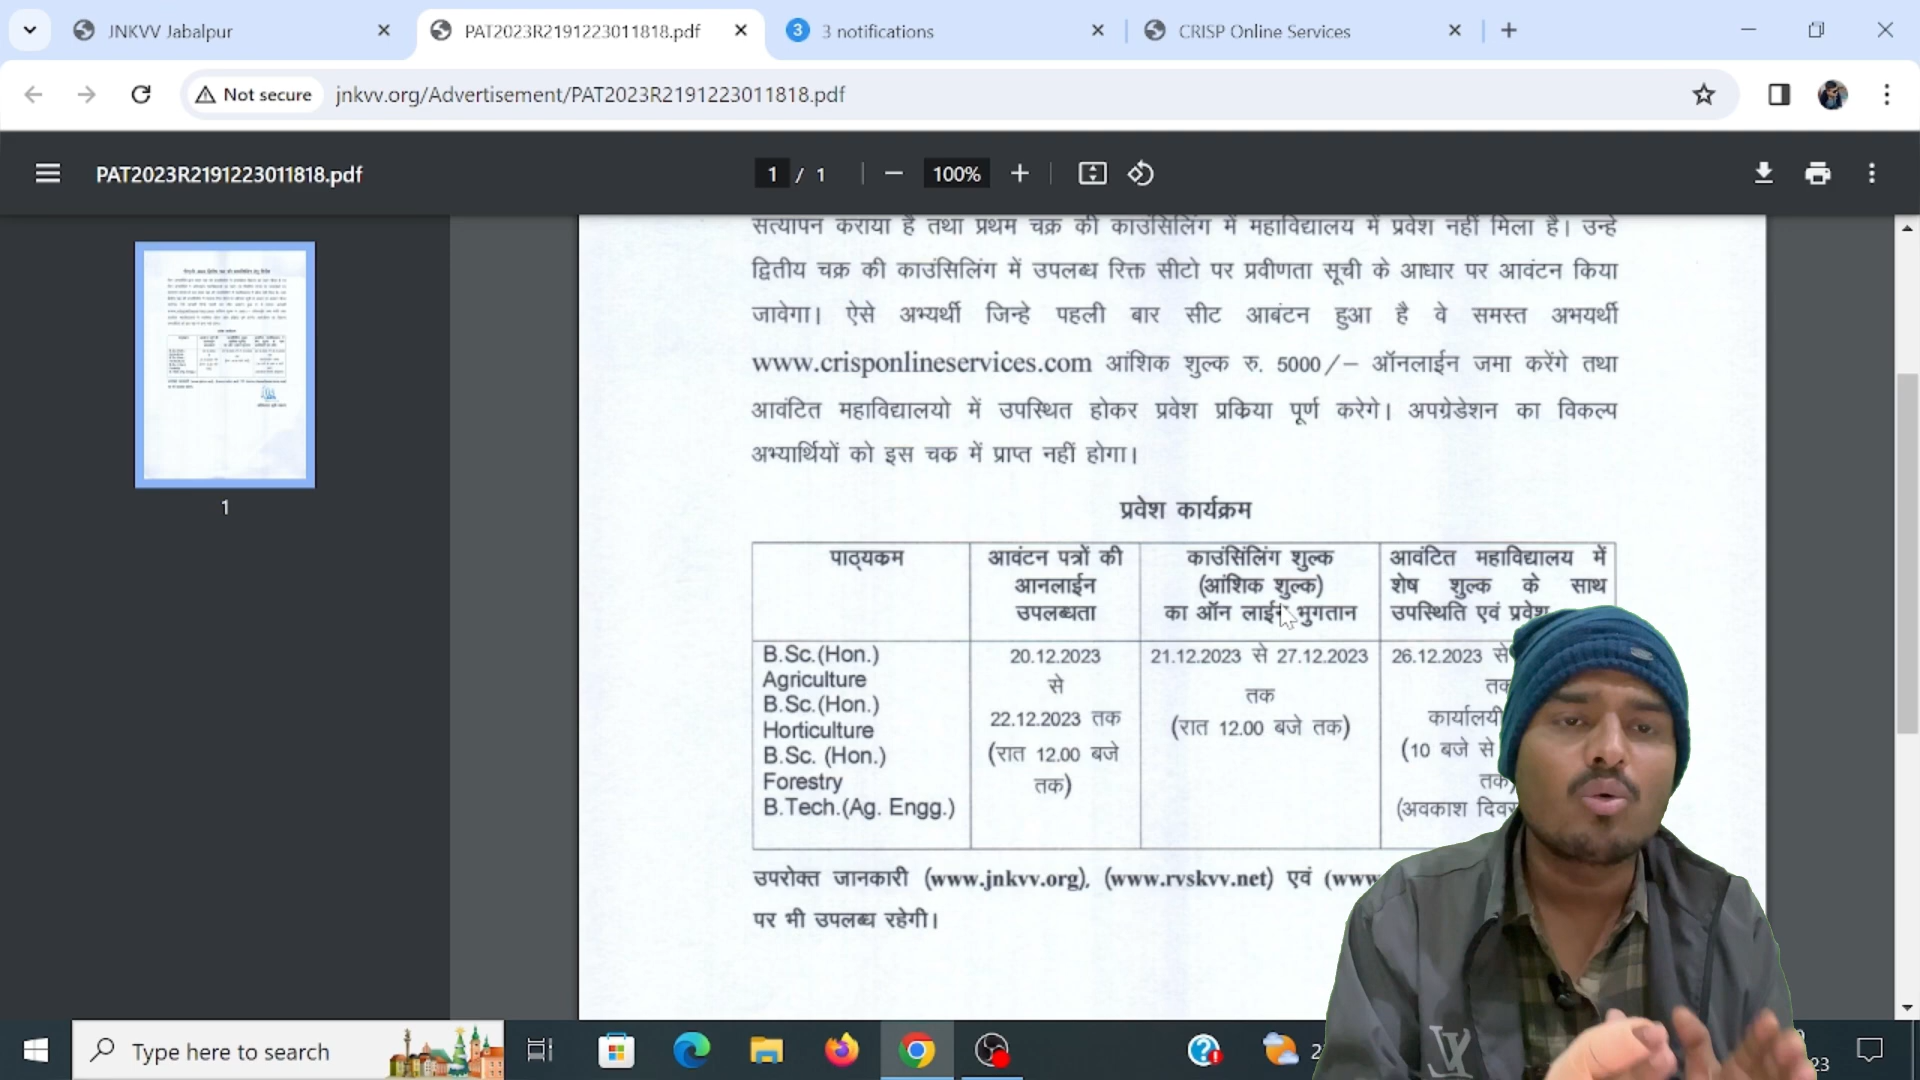 JNKVV Jabalpur
PAT2023R2191223011818.pdf
3 notifications
CRISP Online Services
Not secure
jnkvv.org/Advertisement/PAT2023R2191223011818.pdf
PAT2023R2191223011818.pdf
1 / 1
100%
1
सत्यापन कराया है तथा प्रथम चक्र की काउंसिलिंग में महाविद्यालय में प्रवेश नहीं मिला है। उन्हे
द्वितीय चक्र की काउंसिलिंग में उपलब्ध रिक्त सीटो पर प्रवीणता सूची के आधार पर आवंटन किया
जावेगा। ऐसे अभ्यर्थी जिन्हे पहली बार सीट आबंटन हुआ है वे समस्त अभयर्थी
www.crisponlineservices.com आंशिक शुल्क रु. 5000/– ऑनलाईन जमा करेंगे तथा
आवंटित महाविद्यालयो में उपस्थित होकर प्रवेश प्रकिया पूर्ण करेगे। अपग्रेडेशन का विकल्प
अभ्यार्थियों को इस चक में प्राप्त नहीं होगा।
प्रवेश कार्यक्रम
पाठ्यकम
आवंटन पत्रों की
आनलाईन
उपलब्धता
काउंसिंलिंग शुल्क
(आंशिक शुल्क)
का ऑन लाईन भुगतान
आवंटित महाविद्यालय में
शेष शुल्क के साथ
उपस्थिति एवं प्रवेश
B.Sc.(Hon.)
Agriculture
B.Sc.(Hon.)
Horticulture
B.Sc. (Hon.)
Forestry
B.Tech.(Ag. Engg.)
20.12.2023
से
22.12.2023 तक
(रात 12.00 बजे
तक)
21.12.2023 से 27.12.2023
तक
(रात 12.00 बजे तक)
26.12.2023 से
तक
(10 बजे से
तक)
(अवकाश
उपरोक्त जानकारी (www.jnkvv.org), (www.rvskvv.net) एवं (www
पर भी उपलब्ध रहेगी।
Type here to search